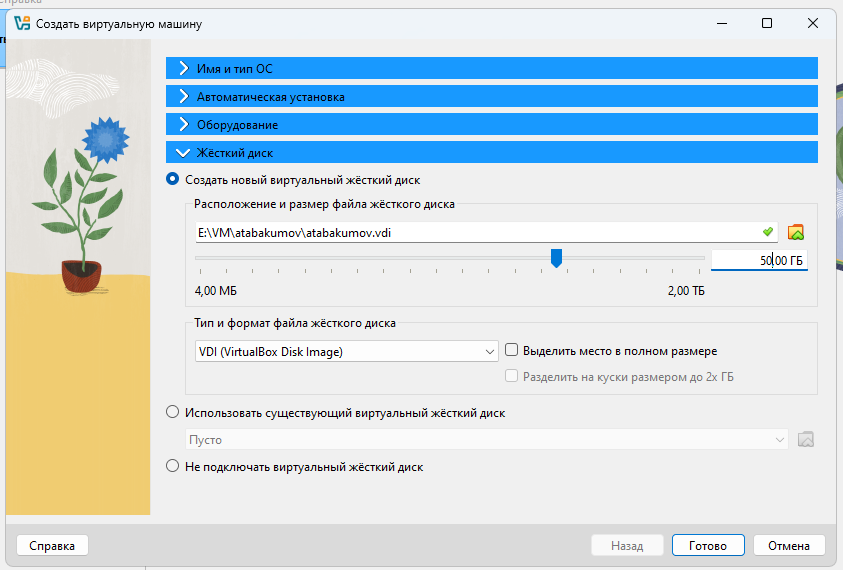 Справка
Создать виртуальную машину
Имя и тип ОС
Автоматическая установка
Оборудование
Жёсткий диск
Создать новый виртуальный жёсткий диск
Расположение и размер файла жёсткого диска
E:\VM\atabakumov\atabakumov.vdi
50,00 ГБ
4,00 МБ 2,00 ТБ
Тип и формат файла жёсткого диска
VDI (VirtualBox Disk Image) Выделить место в полном размере
Разделить на куски размером до 2х ГБ
Использовать существующий виртуальный жёсткий диск
Пусто
Не подключать виртуальный жёсткий диск
Справка Назад Готово Отмена